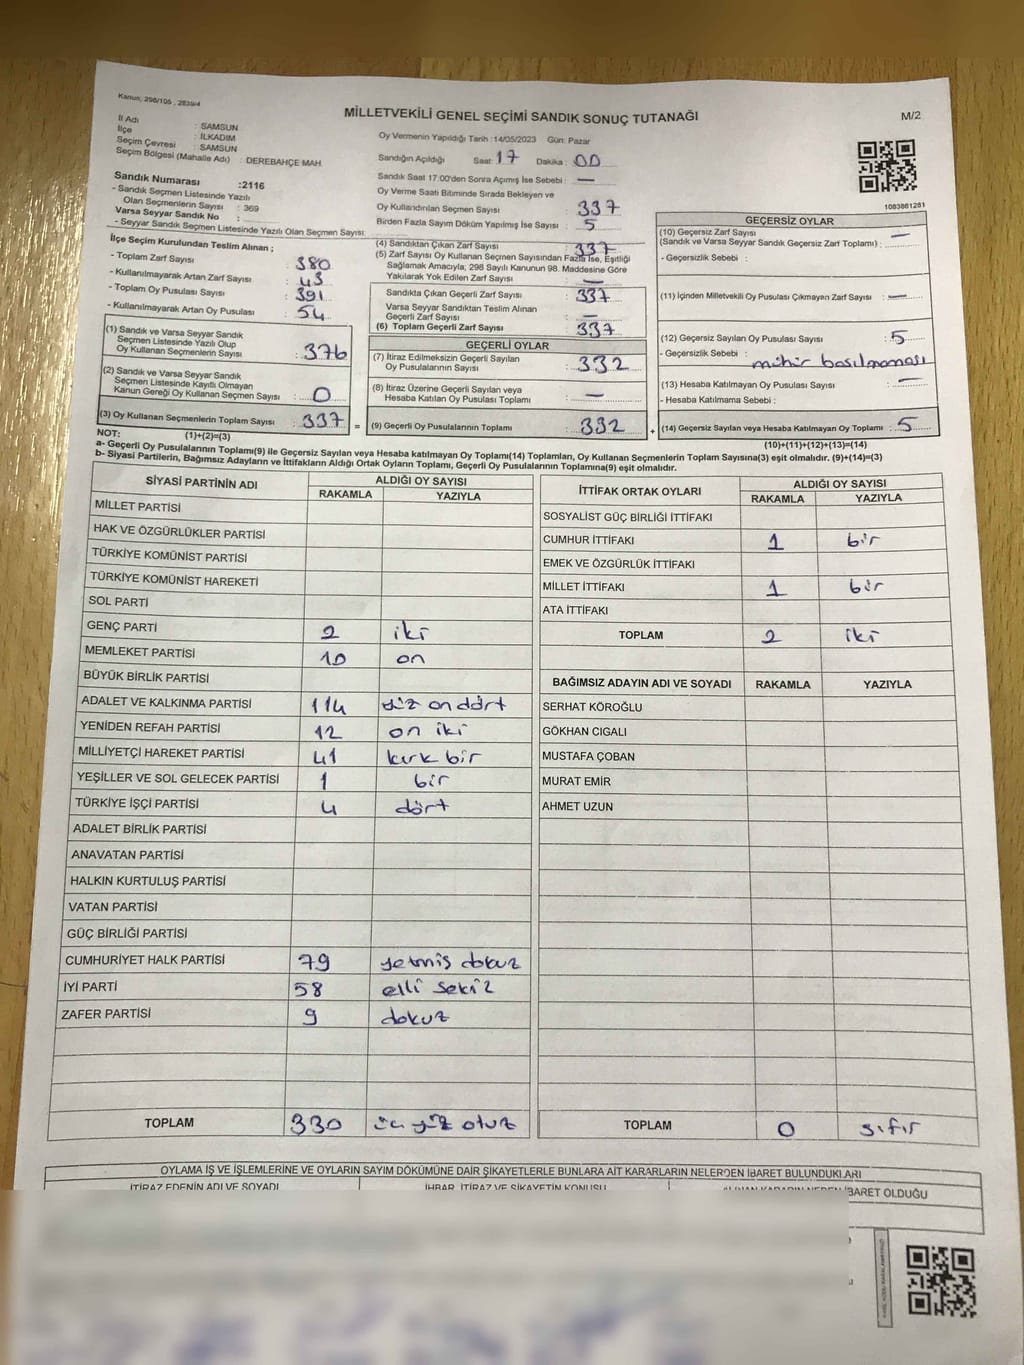 Kanun; 298/105 , 2839/4
MİLLETVEKİLİ GENEL SEÇİMİ SANDIK SONUÇ TUTANAĞI
M/2
İl Adı : SAMSUN
İlçe : İLKADIM
Seçim Çevresi : SAMSUN
Seçim Bölgesi (Mahalle Adı) : DEREBAHÇE MAH.
Sandık Numarası :2116
- Sandık Seçmen Listesinde Yazılı
Olan Seçmenlerin Sayısı : 369
Varsa Seyyar Sandık No :
- Seyyar Sandık Seçmen Listesinde Yazılı Olan Seçmen Sayısı:
İlçe Seçim Kurulundan Teslim Alınan ;
- Toplam Zarf Sayısı : 380
- Kullanılmayarak Artan Zarf Sayısı : 43
- Toplam Oy Pusulası Sayısı : 391
- Kullanılmayarak Artan Oy Pusulası : 54
(1) Sandık ve Varsa Seyyar Sandık
Seçmen Listesinde Yazılı Olup
Oy Kullanan Seçmenlerin Sayısı : 376
(2) Sandık ve Varsa Seyyar Sandık
Seçmen Listesinde Kayıtlı Olmayan
Kanun Gereği Oy Kullanan Seçmen Sayısı : 0
(3) Oy Kullanan Seçmenlerin Toplam Sayısı : 337
Oy Vermenin Yapıldığı Tarih :14/05/2023 Gün: Pazar
Sandığın Açıldığı Saat: 17 Dakika : 00
Sandık Saat 17:00'den Sonra Açımış İse Sebebi : —
Oy Verme Saati Bitiminde Sırada Bekleyen ve
Oy Kullandırılan Seçmen Sayısı : 337
Birden Fazla Sayım Döküm Yapılmış İse Sayısı : 5
(4) Sandıktan Çıkan Zarf Sayısı : 337
(5) Zarf Sayısı Oy Kullanan Seçmen Sayısından Fazla İse, Eşitliği
Sağlamak Amacıyla, 298 Sayılı Kanunun 98. Maddesine Göre
Yakılarak Yok Edilen Zarf Sayısı : —
Sandıkta Çıkan Geçerli Zarf Sayısı : 337
Varsa Seyyar Sandıktan Teslim Alınan
Geçerli Zarf Sayısı : —
(6) Toplam Geçerli Zarf Sayısı : 337
GEÇERLİ OYLAR
(7) İtiraz Edilmeksizin Geçerli Sayılan
Oy Pusulalarının Sayısı : 332
(8) İtiraz Üzerine Geçerli Sayılan veya
Hesaba Katılan Oy Pusulası Toplamı : —
= (9) Geçerli Oy Pusulalarının Toplamı : 332
1083861281
GEÇERSİZ OYLAR
(10) Geçersiz Zarf Sayısı —
(Sandık ve Varsa Seyyar Sandık Geçersiz Zarf Toplamı) :
- Geçersizlik Sebebi :
(11) İçinden Milletvekili Oy Pusulası Çıkmayan Zarf Sayısı : —
(12) Geçersiz Sayılan Oy Pusulası Sayısı : 5
- Geçersizlik Sebebi : mühür basılmaması
(13) Hesaba Katılmayan Oy Pusulası Sayısı : —
- Hesaba Katılmama Sebebi :
+ (14) Geçersiz Sayılan veya Hesaba Katılmayan Oy Toplamı : 5
NOT: (1)+(2)=(3)
(10)+(11)+(12)+(13)=(14)
a- Geçerli Oy Pusulalarının Toplamı(9) ile Geçersiz Sayılan veya Hesaba Katılmayan Oy Toplamı(14) Toplamları, Oy Kullanan Seçmenlerin Toplam Sayısına(3) eşit olmalıdır. (9)+(14)=(3)
b- Siyasi Partilerin, Bağımsız Adayların ve İttifakların Aldığı Ortak Oyların Toplamı, Geçerli Oy Pusulalarının Toplamına(9) eşit olmalıdır.
SİYASİ PARTİNİN ADI ALDIĞI OY SAYISI
RAKAMLA YAZIYLA
MİLLET PARTİSİ
HAK VE ÖZGÜRLÜKLER PARTİSİ
TÜRKİYE KOMÜNİST PARTİSİ
TÜRKİYE KOMÜNİST HAREKETİ
SOL PARTİ
GENÇ PARTİ 2 iki
MEMLEKET PARTİSİ 10 on
BÜYÜK BİRLİK PARTİSİ
ADALET VE KALKINMA PARTİSİ 114 yüz on dört
YENİDEN REFAH PARTİSİ 12 on iki
MİLLİYETÇİ HAREKET PARTİSİ 41 kırk bir
YEŞİLLER VE SOL GELECEK PARTİSİ 1 bir
TÜRKİYE İŞÇİ PARTİSİ 4 dört
ADALET BİRLİK PARTİSİ
ANAVATAN PARTİSİ
HALKIN KURTULUŞ PARTİSİ
VATAN PARTİSİ
GÜÇ BİRLİĞİ PARTİSİ
CUMHURİYET HALK PARTİSİ 79 yetmiş dokuz
İYİ PARTİ 58 elli sekiz
ZAFER PARTİSİ 9 dokuz
TOPLAM 330 üç yüz otuz
İTTİFAK ORTAK OYLARI ALDIĞI OY SAYISI
RAKAMLA YAZIYLA
SOSYALİST GÜÇ BİRLİĞİ İTTİFAKI
CUMHUR İTTİFAKI 1 bir
EMEK VE ÖZGÜRLÜK İTTİFAKI
MİLLET İTTİFAKI 1 bir
ATA İTTİFAKI
TOPLAM 2 iki
BAĞIMSIZ ADAYIN ADI VE SOYADI RAKAMLA YAZIYLA
SERHAT KÖROĞLU
GÖKHAN CIGALI
MUSTAFA ÇOBAN
MURAT EMİR
AHMET UZUN
TOPLAM 0 sıfır
OYLAMA İŞ VE İŞLEMLERİNE VE OYLARIN SAYIM DÖKÜMÜNE DAİR ŞİKAYETLERLE BUNLARA AİT KARARLARIN NELERDEN İBARET BULUNDUKLARI
İTİRAZ EDENİN ADI VE SOYADI İHBAR, İTİRAZ VE ŞİKAYETİN KONUSU İBARET OLDUĞU